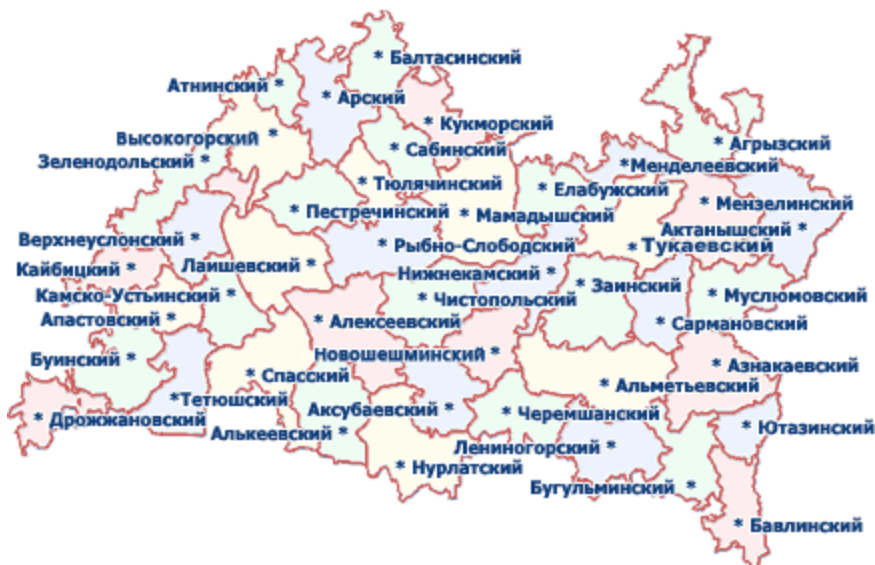 * Балтасинский
Атнинский *
* Арский
* Кукморский
Высокогорский *
* Агрызский
* Сабинский
Зеленодольский *
* Менделеевский
* Тюлячинский
* Елабужский
* Мензелинский
* Пестречинский
* Мамадышский
Актанышский *
Верхнеуслонский *
* Рыбно-Слободский
* Тукаевский
Кайбицкий *
Лаишевский *
Нижнекамский *
* Заинский
Камско-Устьинский *
* Чистопольский
* Муслюмовский
Апастовский *
* Алексеевский
* Сармановский
Буинский *
Новошешминский *
* Азнакаевский
* Спасский
* Альметьевский
* Тетюшский
Аксубаевский *
* Черемшанский
* Дрожжановский
* Ютазинский
Алькеевский *
Лениногорский *
* Нурлатский
Бугульминский *
* Бавлинский